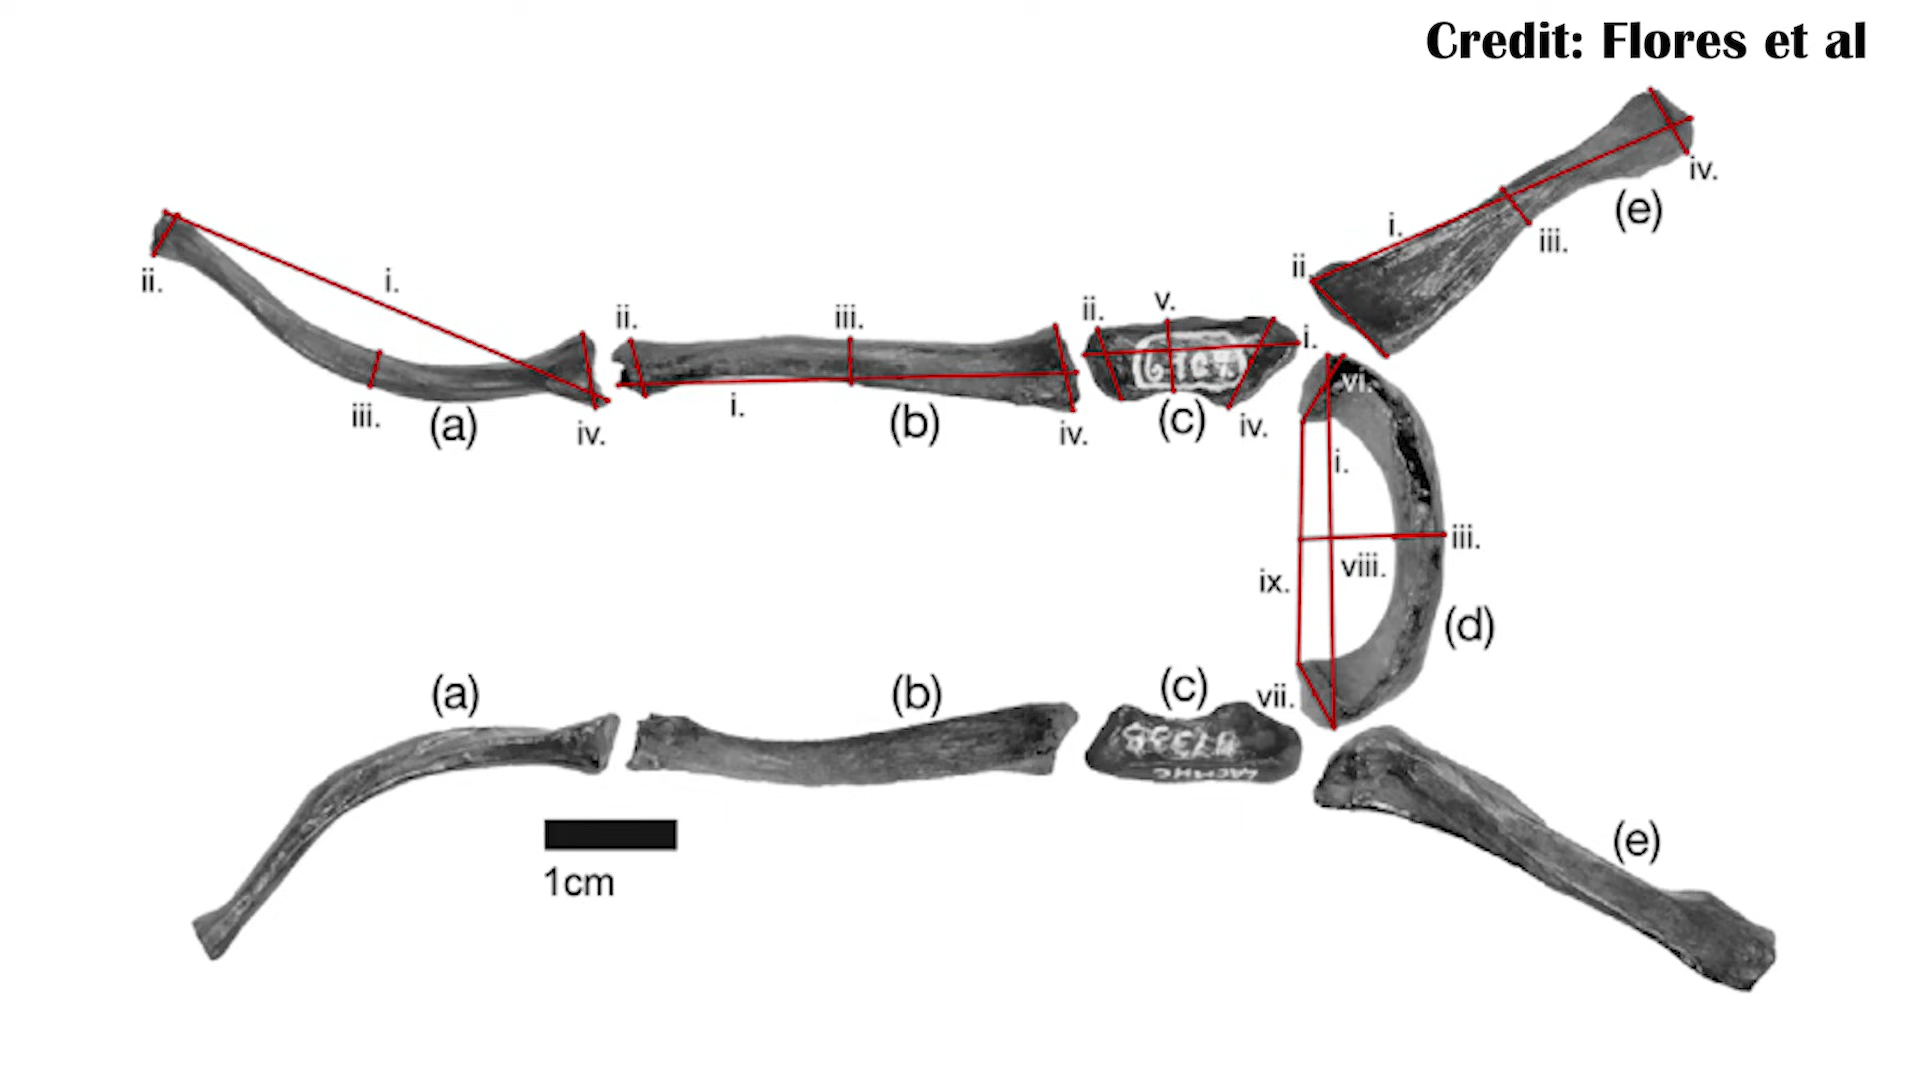 Credit: Flores et al
iv.
(e)
i.
iii.
ii.
ii.
i.
ii.
iii.
ii.
v.
i.
vi.
iii.
(a)
iv.
i.
(b)
iv.
(c)
iv.
i.
iii.
viii.
ix.
(d)
(a)
(b)
(c)
vii.
(e)
1cm